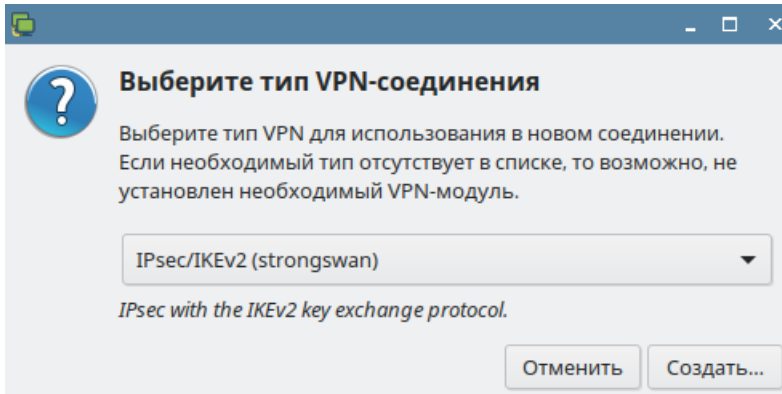 Выберите тип VPN-соединения
Выберите тип VPN для использования в новом соединении.
Если необходимый тип отсутствует в списке, то возможно, не
установлен необходимый VPN-модуль.
IPsec/IKEv2 (strongswan)
IPsec with the IKEv2 key exchange protocol.
Отменить Создать...